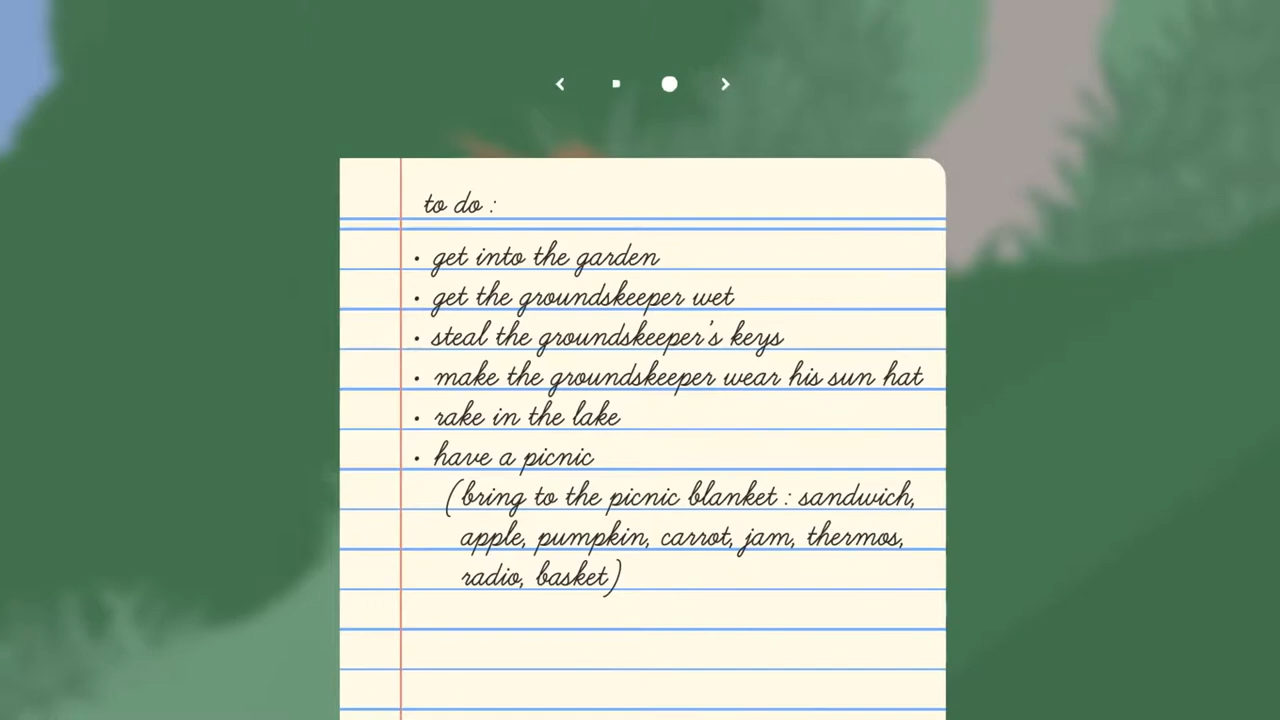 to do :
• get into the garden
• get the groundskeeper wet
• steal the groundskeeper's keys
• make the groundskeeper wear his sun hat
• rake in the lake
• have a picnic
(bring to the picnic blanket : sandwich,
apple, pumpkin, carrot, jam, thermos,
radio, basket)